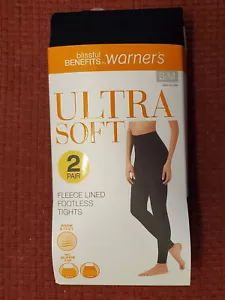 blissful
BENEFITS by warner's
S/M
ULTRA
SOFT
2
PAIR
FLEECE LINED
FOOTLESS
TIGHTS